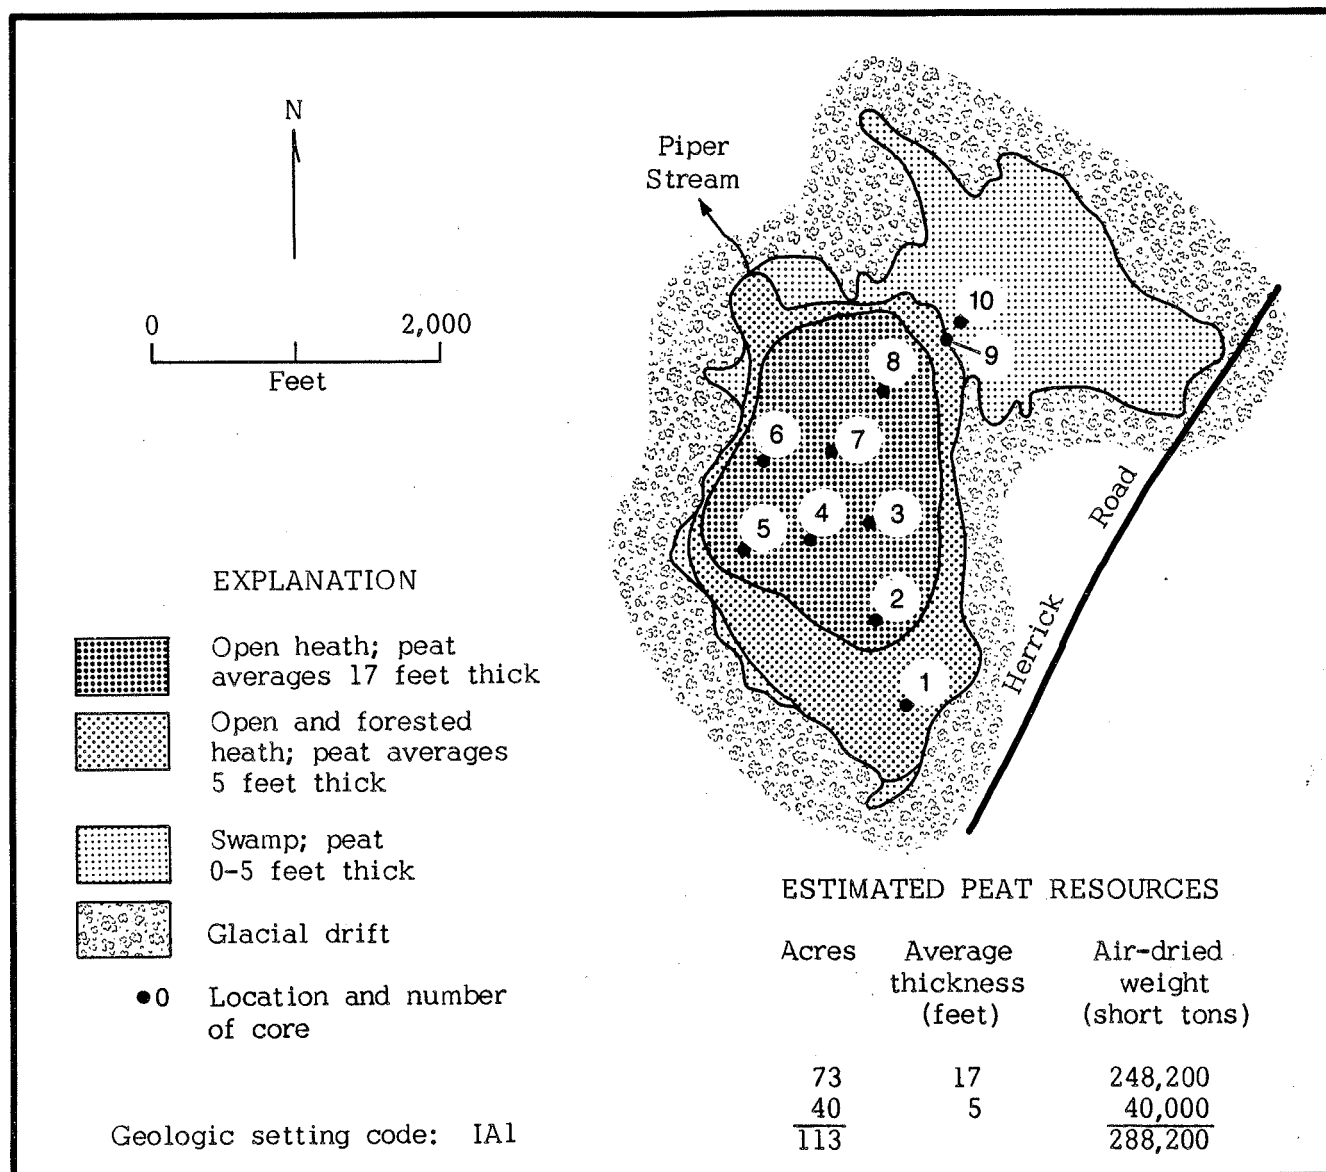 N
0 2,000
Feet
Piper
Stream
10
9
8
7
6
5
4
3
2
1
Herrick Road
EXPLANATION
Open heath; peat
averages 17 feet thick
Open and forested
heath; peat averages
5 feet thick
Swamp; peat
0-5 feet thick
Glacial drift
0 Location and number
of core
Geologic setting code: IA1
ESTIMATED PEAT RESOURCES
Acres Average Air-dried
thickness weight
(feet) (short tons)
73 17 248,200
40 5 40,000
113 288,200